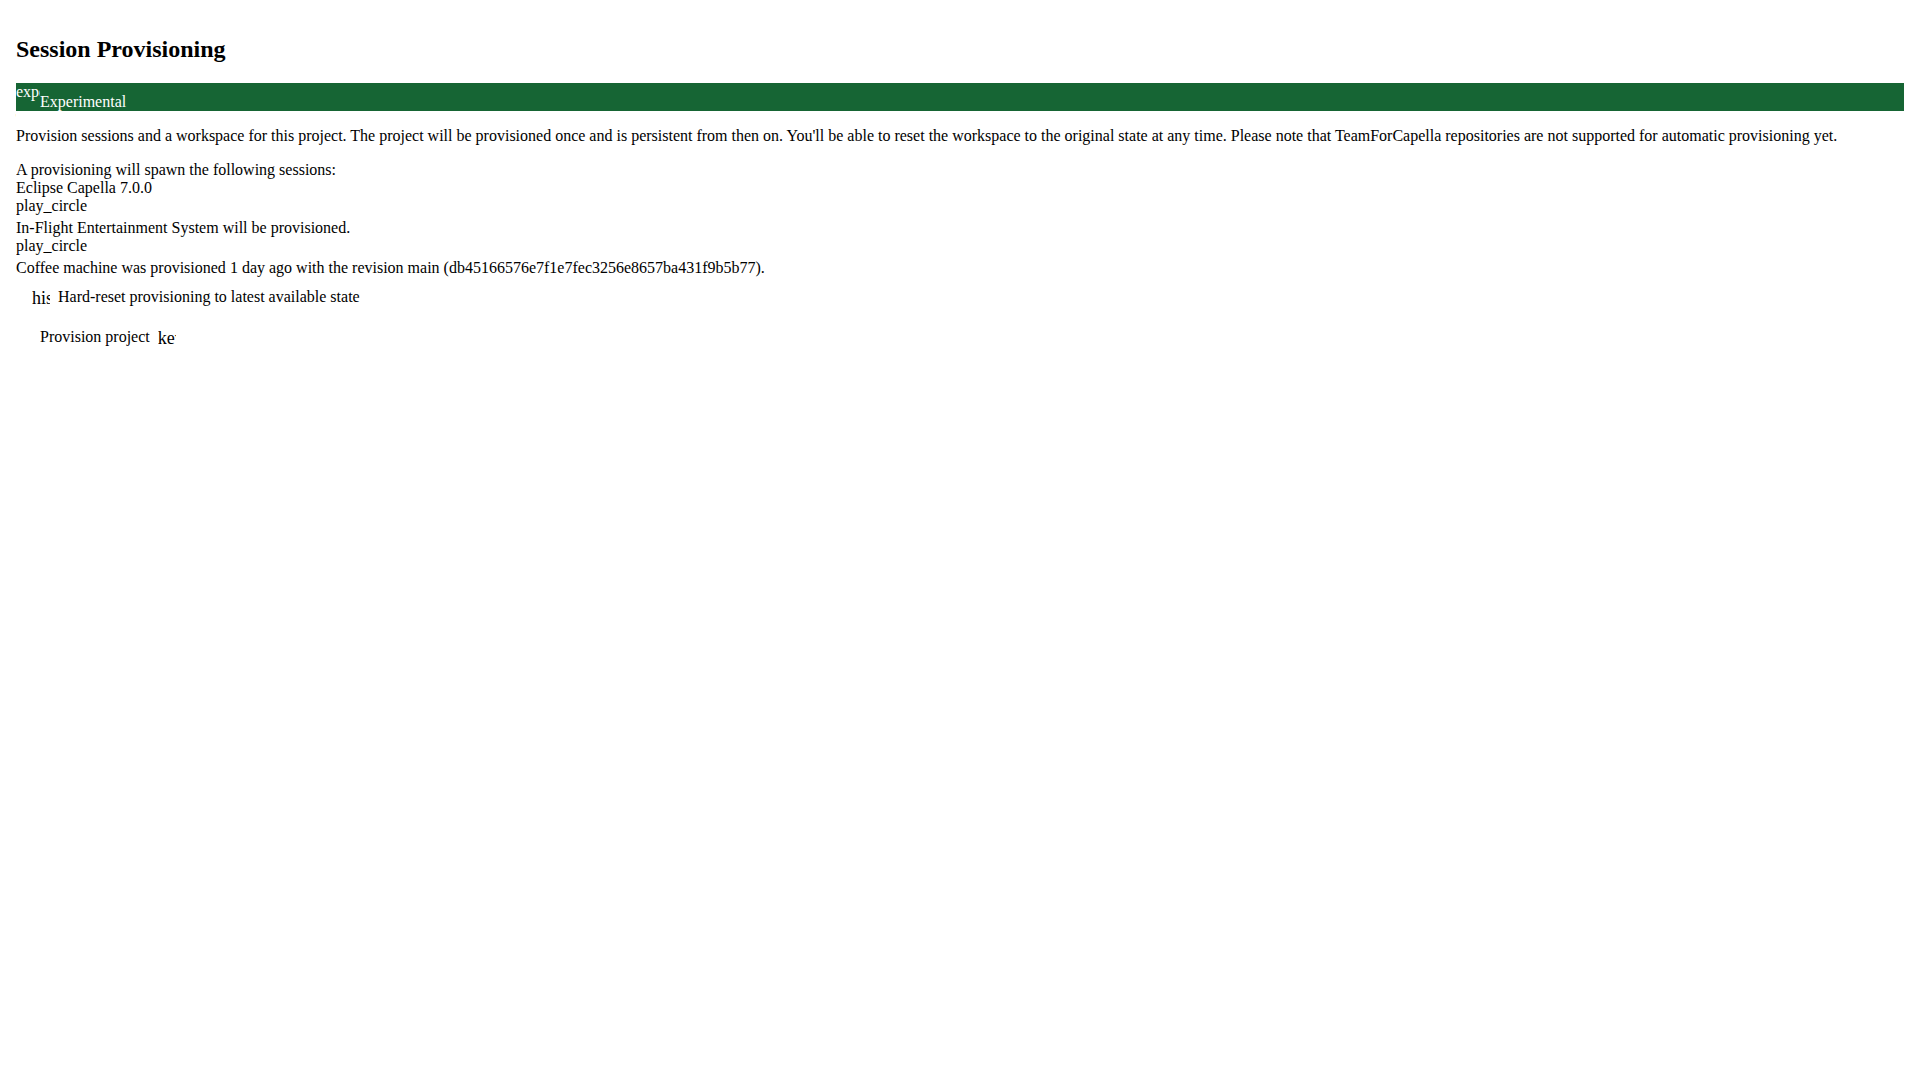 Session Provisioning
exp
Experimental
Provision sessions and a workspace for this project. The project will be provisioned once and is persistent from then on. You'll be able to reset the workspace to the original state at any time. Please note that TeamForCapella repositories are not supported for automatic provisioning yet.
A provisioning will spawn the following sessions:
Eclipse Capella 7.0.0
play_circle
In-Flight Entertainment System will be provisioned.
play_circle
Coffee machine was provisioned 1 day ago with the revision main (db45166576e7f1e7fec3256e8657ba431f9b5b77).
his Hard-reset provisioning to latest available state
Provision project ke